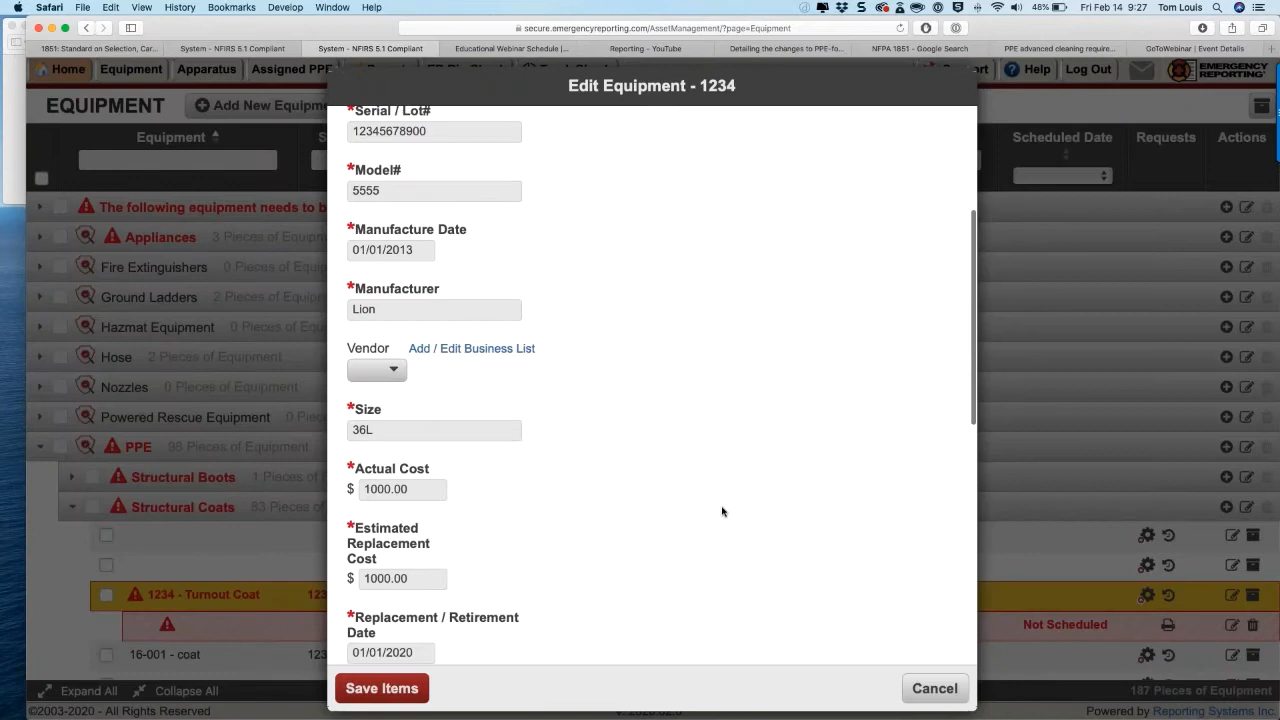 Safari File Edit View History Bookmarks Develop Window Help 48% Fri Feb 14 9:27 Tom Louis
secure.emergencyreporting.com/AssetManagement/?page=Equipment
1851: Standard on Selection, Car... System – NFIRS 5.1 Compliant System – NFIRS 5.1 Compliant Educational Webinar Schedule |... Reporting - YouTube Detailing the changes to PPE-fo... NFPA 1851 - Google Search PPE advanced cleaning require... GoToWebinar | Event Details
Home Equipment Apparatus Assigned PPE Help Log Out EMERGENCY REPORTING
Edit Equipment - 1234
EQUIPMENT Add New Equipme
Equipment Scheduled Date Requests Actions
*Serial / Lot#
12345678900
*Model#
5555
The following equipment needs to b
*Manufacture Date
Appliances 3 Pieces of Equipm
01/01/2013
Fire Extinguishers 0 Pieces
*Manufacturer
Ground Ladders 2 Pieces of Equip
Lion
Hazmat Equipment 0 Pieces
Vendor Add / Edit Business List
Hose 2 Pieces of Equipment
Nozzles 0 Pieces of Equipment
*Size
Powered Rescue Equipment 0 Piec
36L
PPE 98 Pieces of Equipment
*Actual Cost
Structural Boots 1 Pieces of
$ 1000.00
Structural Coats 83 Pieces of
*Estimated
Replacement
Cost
$ 1000.00
1234 - Turnout Coat 123
*Replacement / Retirement
Date
Not Scheduled
01/01/2020
16-001 - coat 123
Save Items Cancel
Expand All Collapse All 187 Pieces of Equipment
©2003-2020 - All Rights Reserved Powered by Reporting Systems Inc.